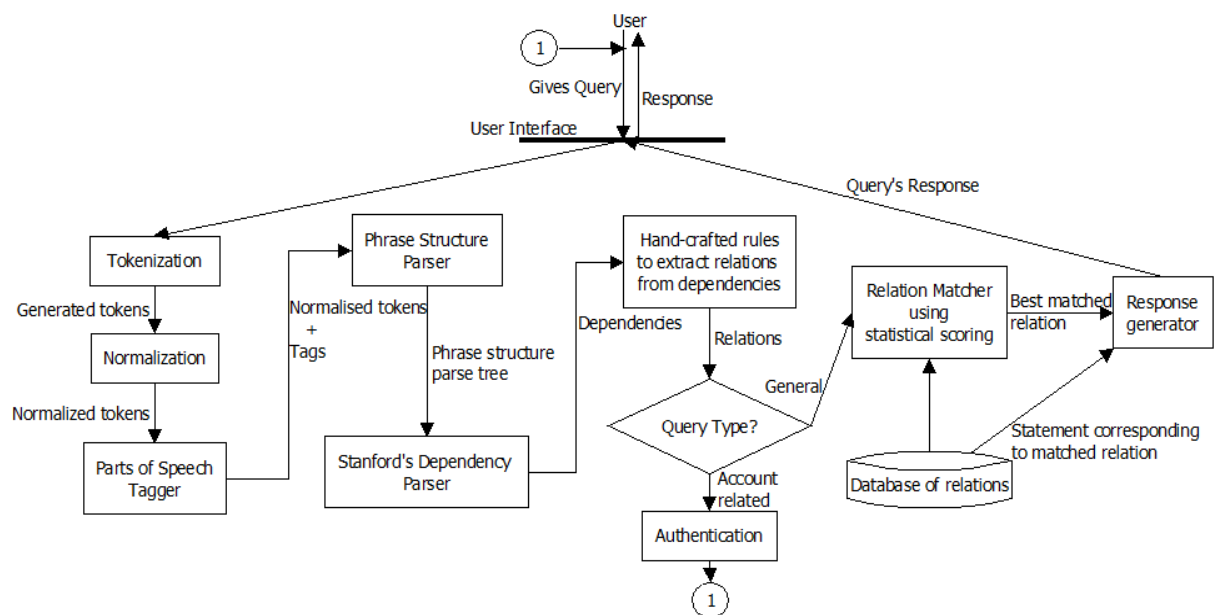 User
1
Gives Query
Response
User Interface
Query's Response
Tokenization
Generated tokens
Normalization
Normalized tokens
Parts of Speech
Tagger
Phrase Structure
Parser
Normalised tokens
+
Tags
Phrase structure
parse tree
Stanford's Dependency
Parser
Dependencies
Hand-crafted rules
to extract relations
from dependencies
Relations
Query Type?
General
Account
related
Authentication
1
Relation Matcher
using
statistical scoring
Best matched
relation
Response
generator
Statement corresponding
to matched relation
Database of relations